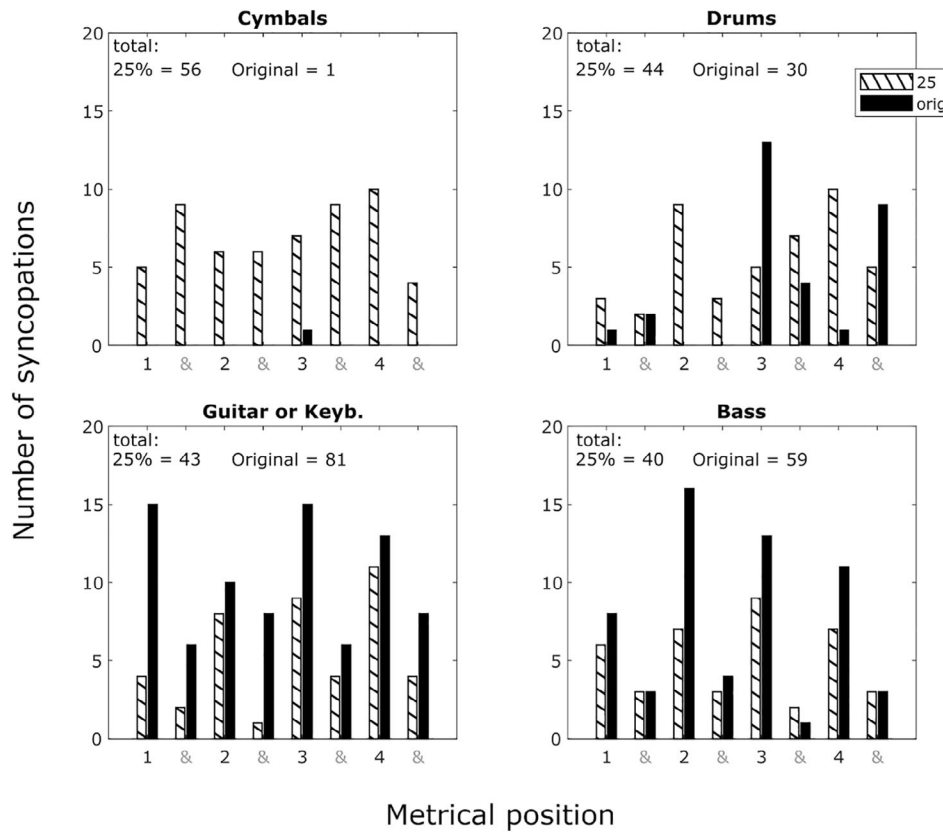 Cymbals
20
15
10
5
0
total:
25% = 56 Original = 1
1 & 2 & 3 & 4 &
Drums
20
15
10
5
0
total:
25% = 44 Original = 30
25
orig
1 & 2 & 3 & 4 &
Guitar or Keyb.
20
15
10
5
0
total:
25% = 43 Original = 81
1 & 2 & 3 & 4 &
Bass
20
15
10
5
0
total:
25% = 40 Original = 59
1 & 2 & 3 & 4 &
Number of syncopations
Metrical position